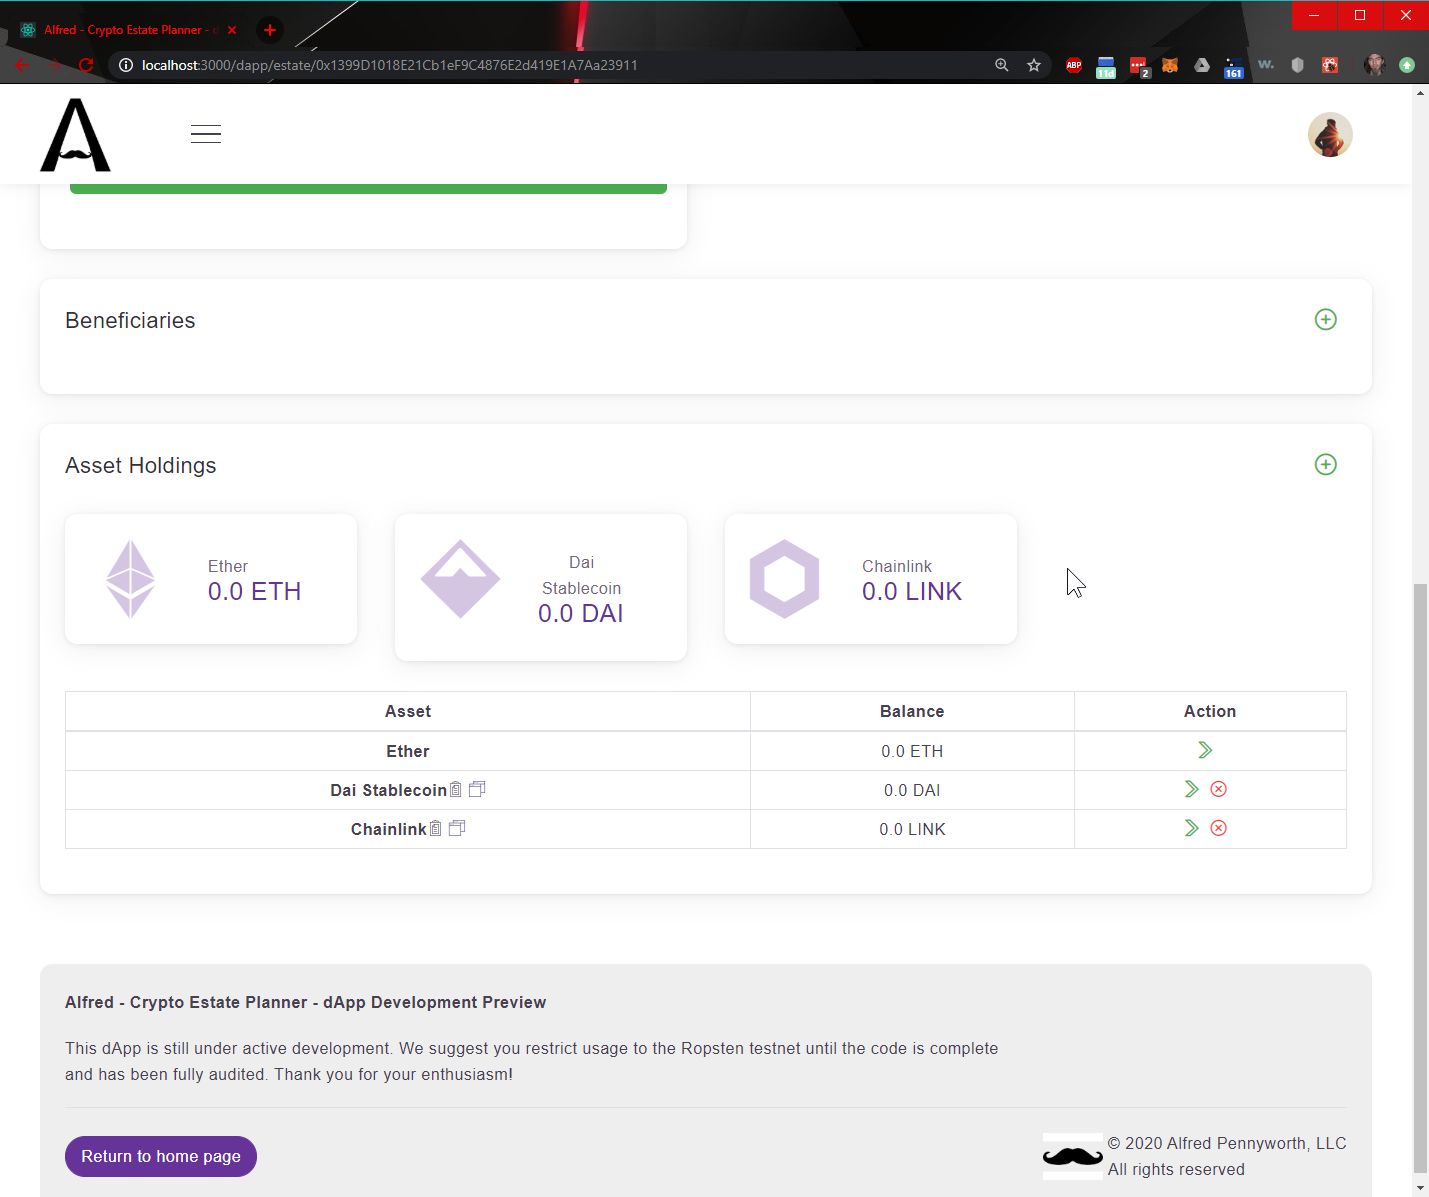 Alfred - Crypto Estate Planner - d
localhost:3000/dapp/estate/0x1399D1018E21Cb1eF9C4876E2d419E1A7Aa23911
ABP
11d
2
161
w.
A
Beneficiaries
Asset Holdings
Ether
0.0 ETH
Dai
Stablecoin
0.0 DAI
Chainlink
0.0 LINK
Asset Balance Action
Ether 0.0 ETH
Dai Stablecoin 0.0 DAI
Chainlink 0.0 LINK
Alfred - Crypto Estate Planner - dApp Development Preview
This dApp is still under active development. We suggest you restrict usage to the Ropsten testnet until the code is complete
and has been fully audited. Thank you for your enthusiasm!
Return to home page
© 2020 Alfred Pennyworth, LLC
All rights reserved